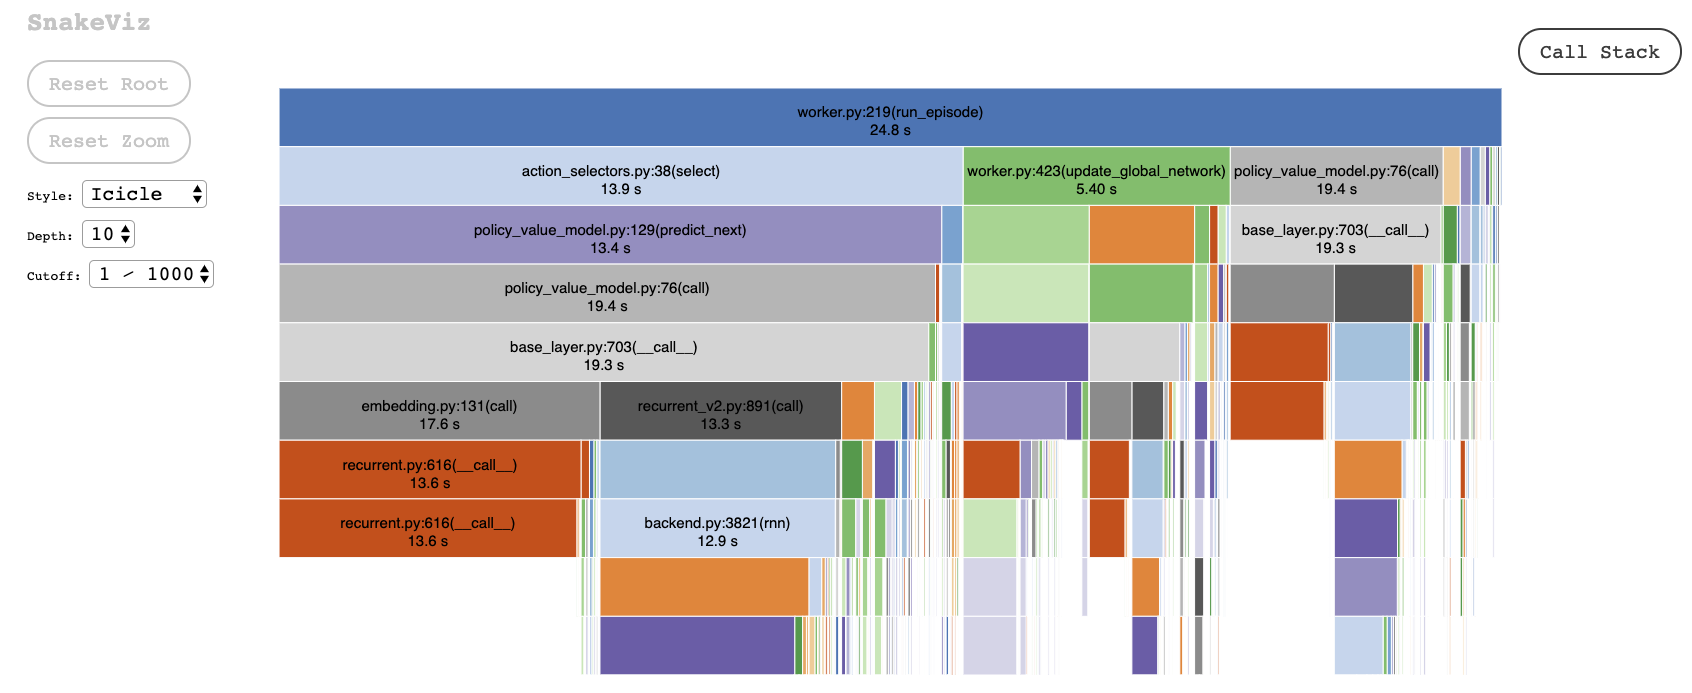 SnakeViz
Call Stack
Reset Root
Reset Zoom
Style: Icicle
Depth: 10
Cutoff: 1 / 1000
worker.py:219(run_episode)
24.8 s
action_selectors.py:38(select)
13.9 s
worker.py:423(update_global_network)
5.40 s
policy_value_model.py:76(call)
19.4 s
policy_value_model.py:129(predict_next)
13.4 s
base_layer.py:703(__call__)
19.3 s
policy_value_model.py:76(call)
19.4 s
base_layer.py:703(__call__)
19.3 s
embedding.py:131(call)
17.6 s
recurrent_v2.py:891(call)
13.3 s
recurrent.py:616(__call__)
13.6 s
recurrent.py:616(__call__)
13.6 s
backend.py:3821(rnn)
12.9 s